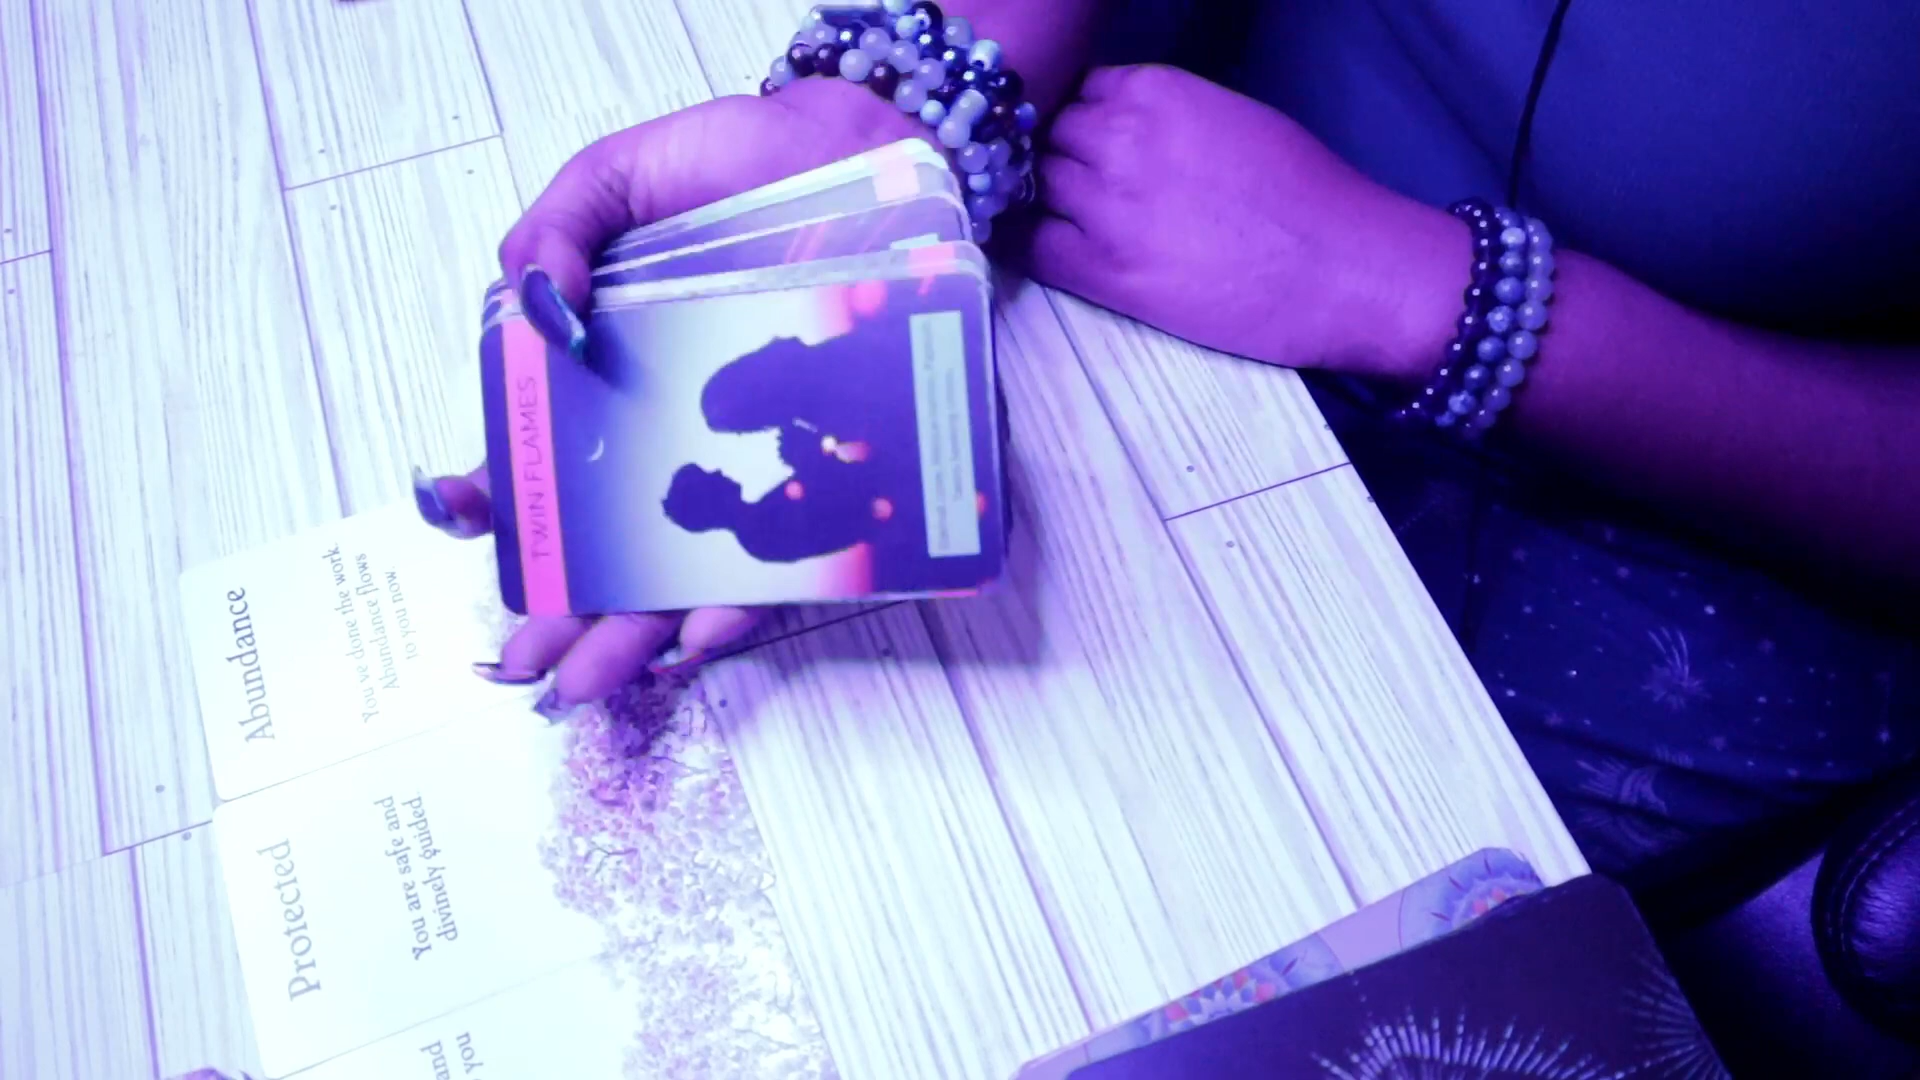 TWIN FLAMES
Abundance
You've done the work.
Abundance flows
to you now.
Protected
You are safe and
divinely guided.
and
you